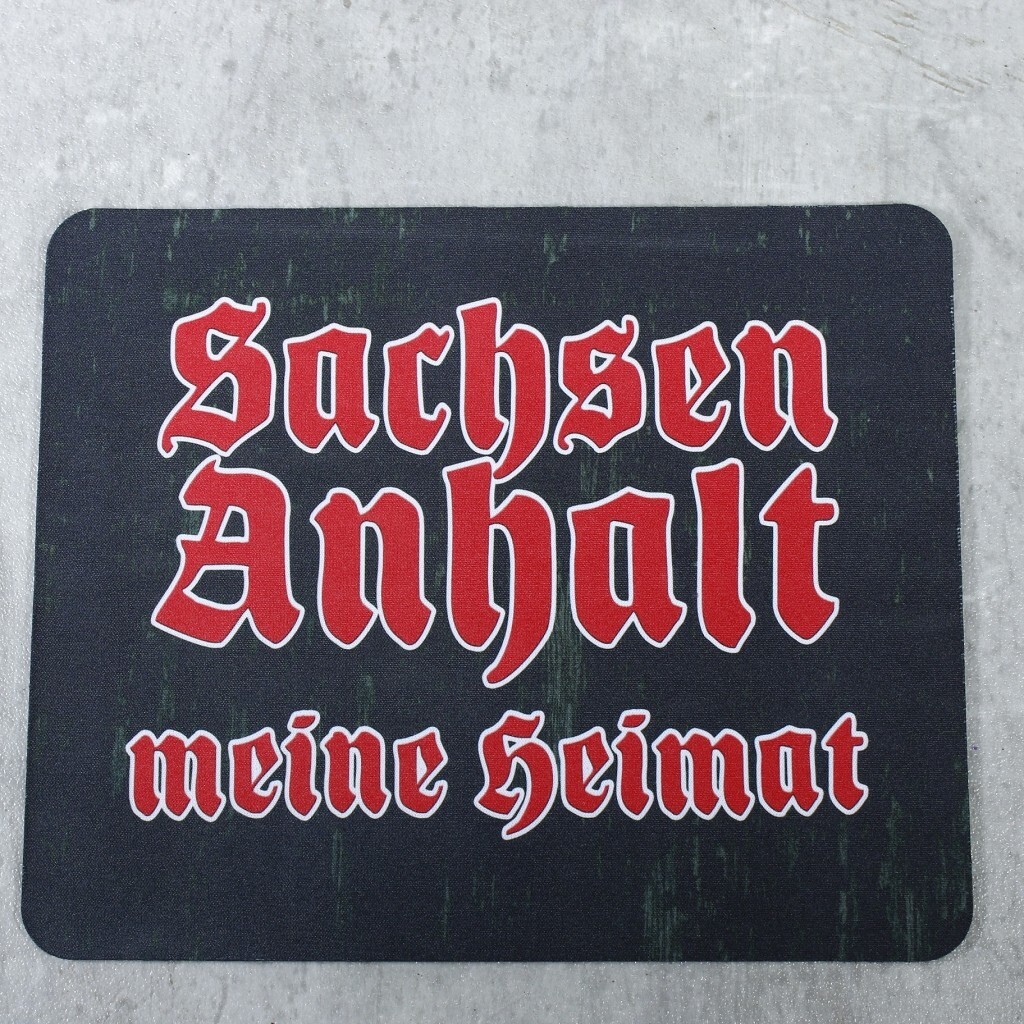 Sachsen
Anhalt
meine Heimat